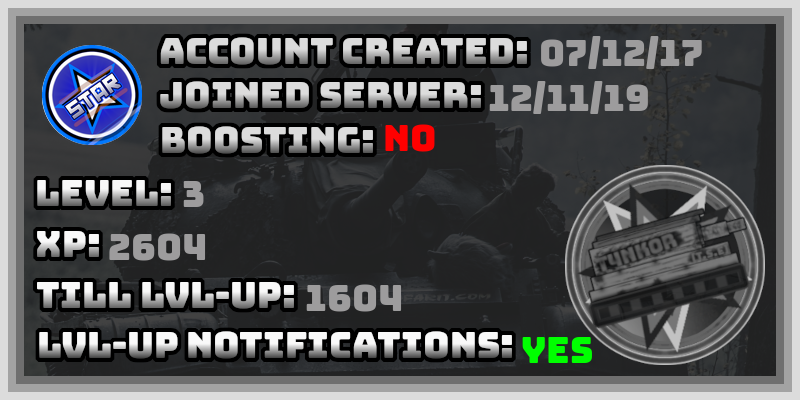 STAR
ACCOUNT CREATED: 07/12/17
JOINED SERVER: 12/11/19
BOOSTING: NO
LEVEL: 3
XP: 2604
TILL LVL-UP: 1604
LVL-UP NOTIFICATIONS: YES